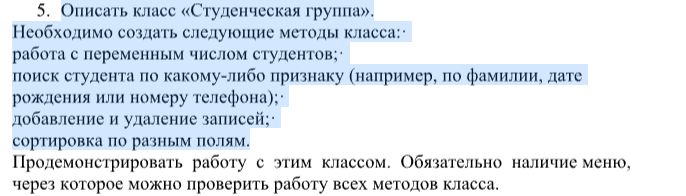 5. Описать класс «Студенческая группа».
Необходимо создать следующие методы класса:·
работа с переменным числом студентов;·
поиск студента по какому-либо признаку (например, по фамилии, дате
рождения или номеру телефона);·
добавление и удаление записей;·
сортировка по разным полям.
Продемонстрировать работу с этим классом. Обязательно наличие меню,
через которое можно проверить работу всех методов класса.